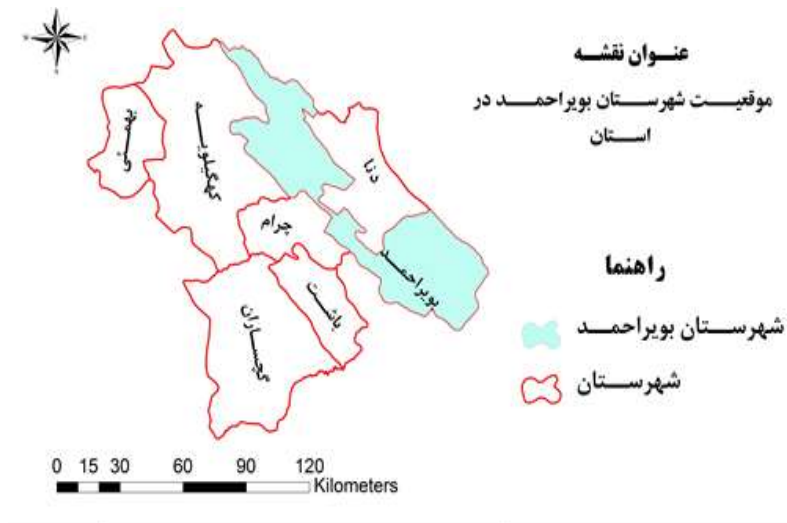 عنوان نقشه
موقعیت شهرستان بویراحمد در
استان
بهمئی
کهگیلویه
دنا
چرام
بویراحمد
باشت
گچساران
راهنما
شهرستان بویراحمد
شهرستان
0 15 30 60 90 120
Kilometers